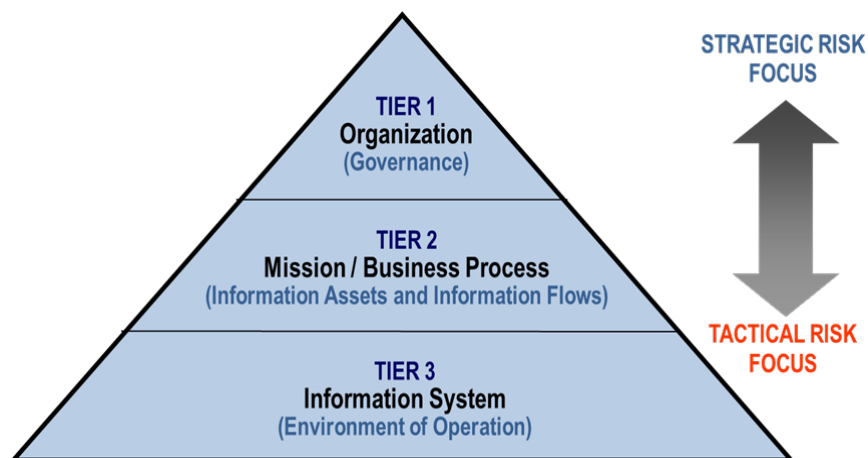 TIER 1
Organization
(Governance)
TIER 2
Mission / Business Process
(Information Assets and Information Flows)
TIER 3
Information System
(Environment of Operation)
STRATEGIC RISK
FOCUS
TACTICAL RISK
FOCUS